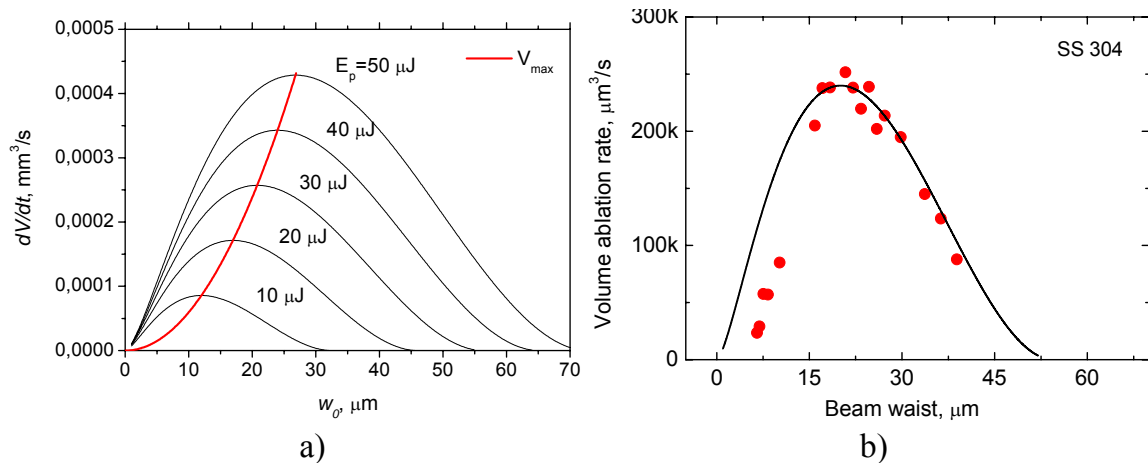 0,0005
0,0004
0,0003
0,0002
0,0001
0,0000
dV/dt, mm³/s
E_p=50 μJ
40 μJ
30 μJ
20 μJ
10 μJ
V_max
0 10 20 30 40 50 60 70
w_0, μm
a)
300k
200k
100k
0
Volume ablation rate, μm³/s
SS 304
0 15 30 45 60
Beam waist, μm
b)